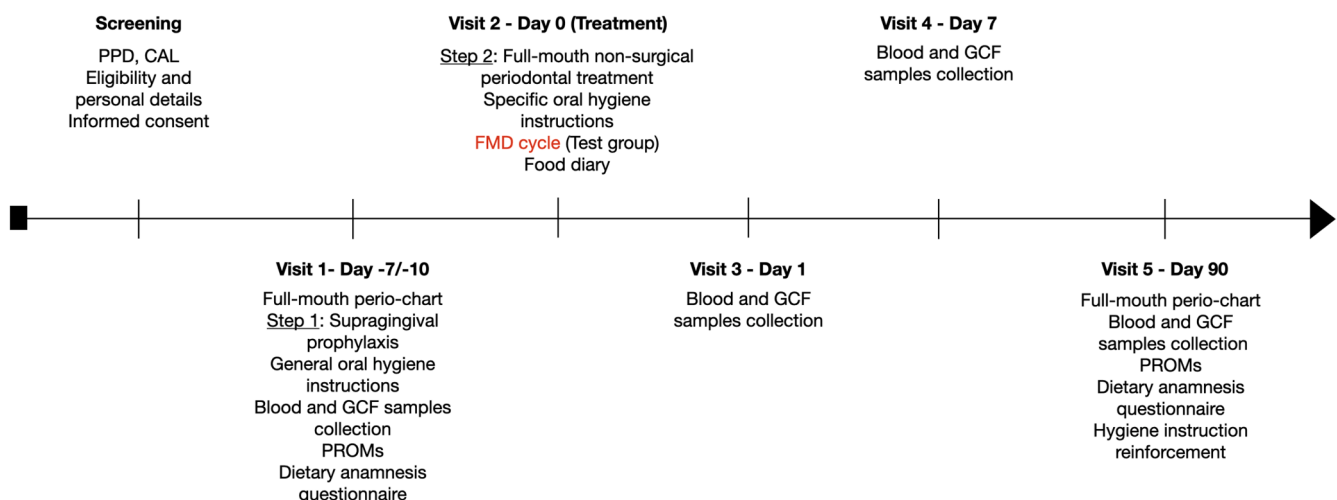 Screening
PPD, CAL
Eligibility and
personal details
Informed consent
Visit 2 - Day 0 (Treatment)
Step 2: Full-mouth non-surgical
periodontal treatment
Specific oral hygiene
instructions
FMD cycle (Test group)
Food diary
Visit 4 - Day 7
Blood and GCF
samples collection
Visit 1- Day -7/-10
Full-mouth perio-chart
Step 1: Supragingival
prophylaxis
General oral hygiene
instructions
Blood and GCF samples
collection
PROMs
Dietary anamnesis
questionnaire
Visit 3 - Day 1
Blood and GCF
samples collection
Visit 5 - Day 90
Full-mouth perio-chart
Blood and GCF
samples collection
PROMs
Dietary anamnesis
questionnaire
Hygiene instruction
reinforcement